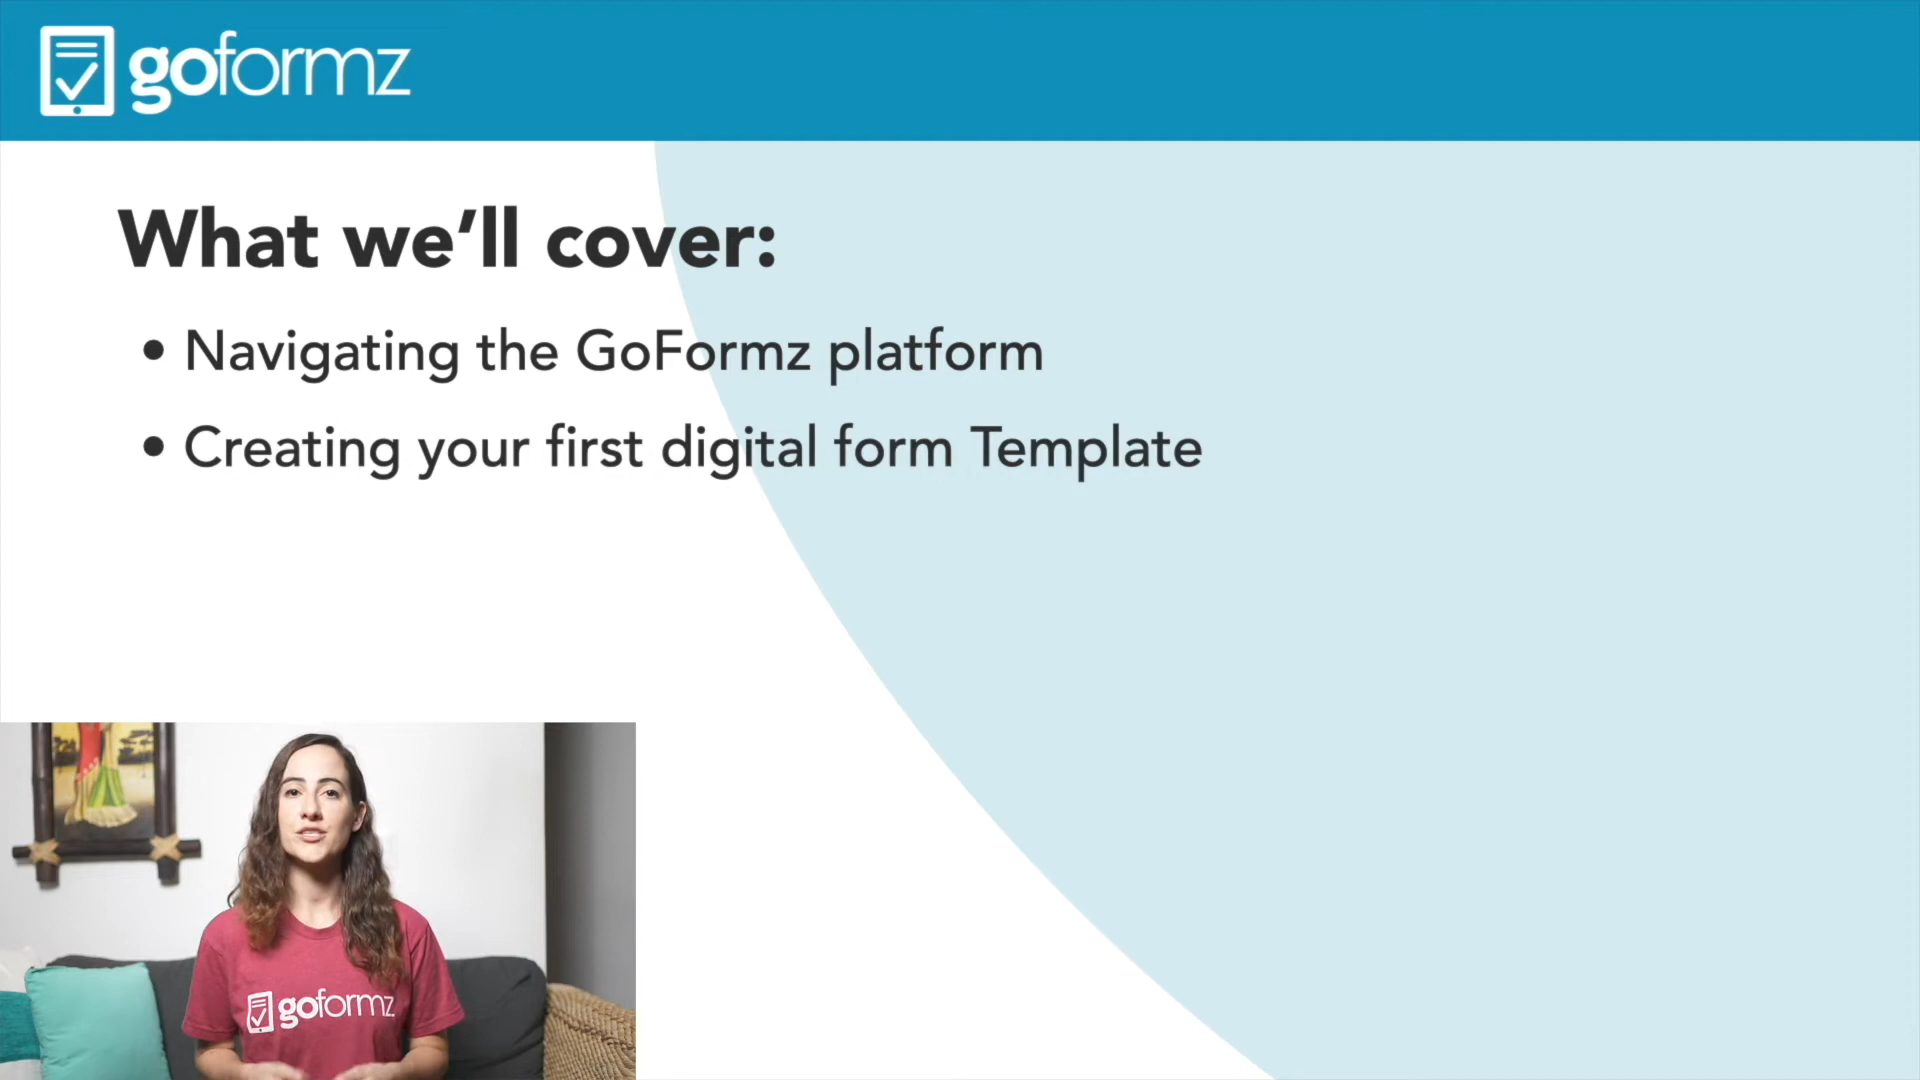 goformz
What we’ll cover:
• Navigating the GoFormz platform
• Creating your first digital form Template
goformz